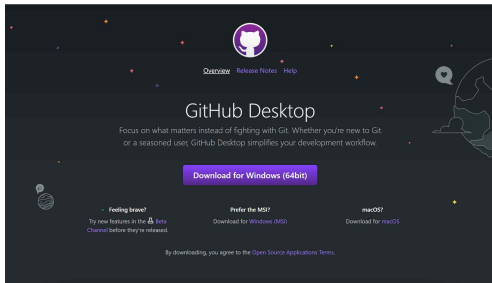 Overview Release Notes Help
GitHub Desktop
Focus on what matters instead of fighting with Git. Whether you're new to Git
or a seasoned user, GitHub Desktop simplifies your development workflow.
Download for Windows (64bit)
Feeling brave?
Try new features in the Beta
Channel before they're released.
Prefer the MSI?
Download for Windows (MSI)
macOS?
Download for macOS
By downloading, you agree to the Open Source Applications Terms.